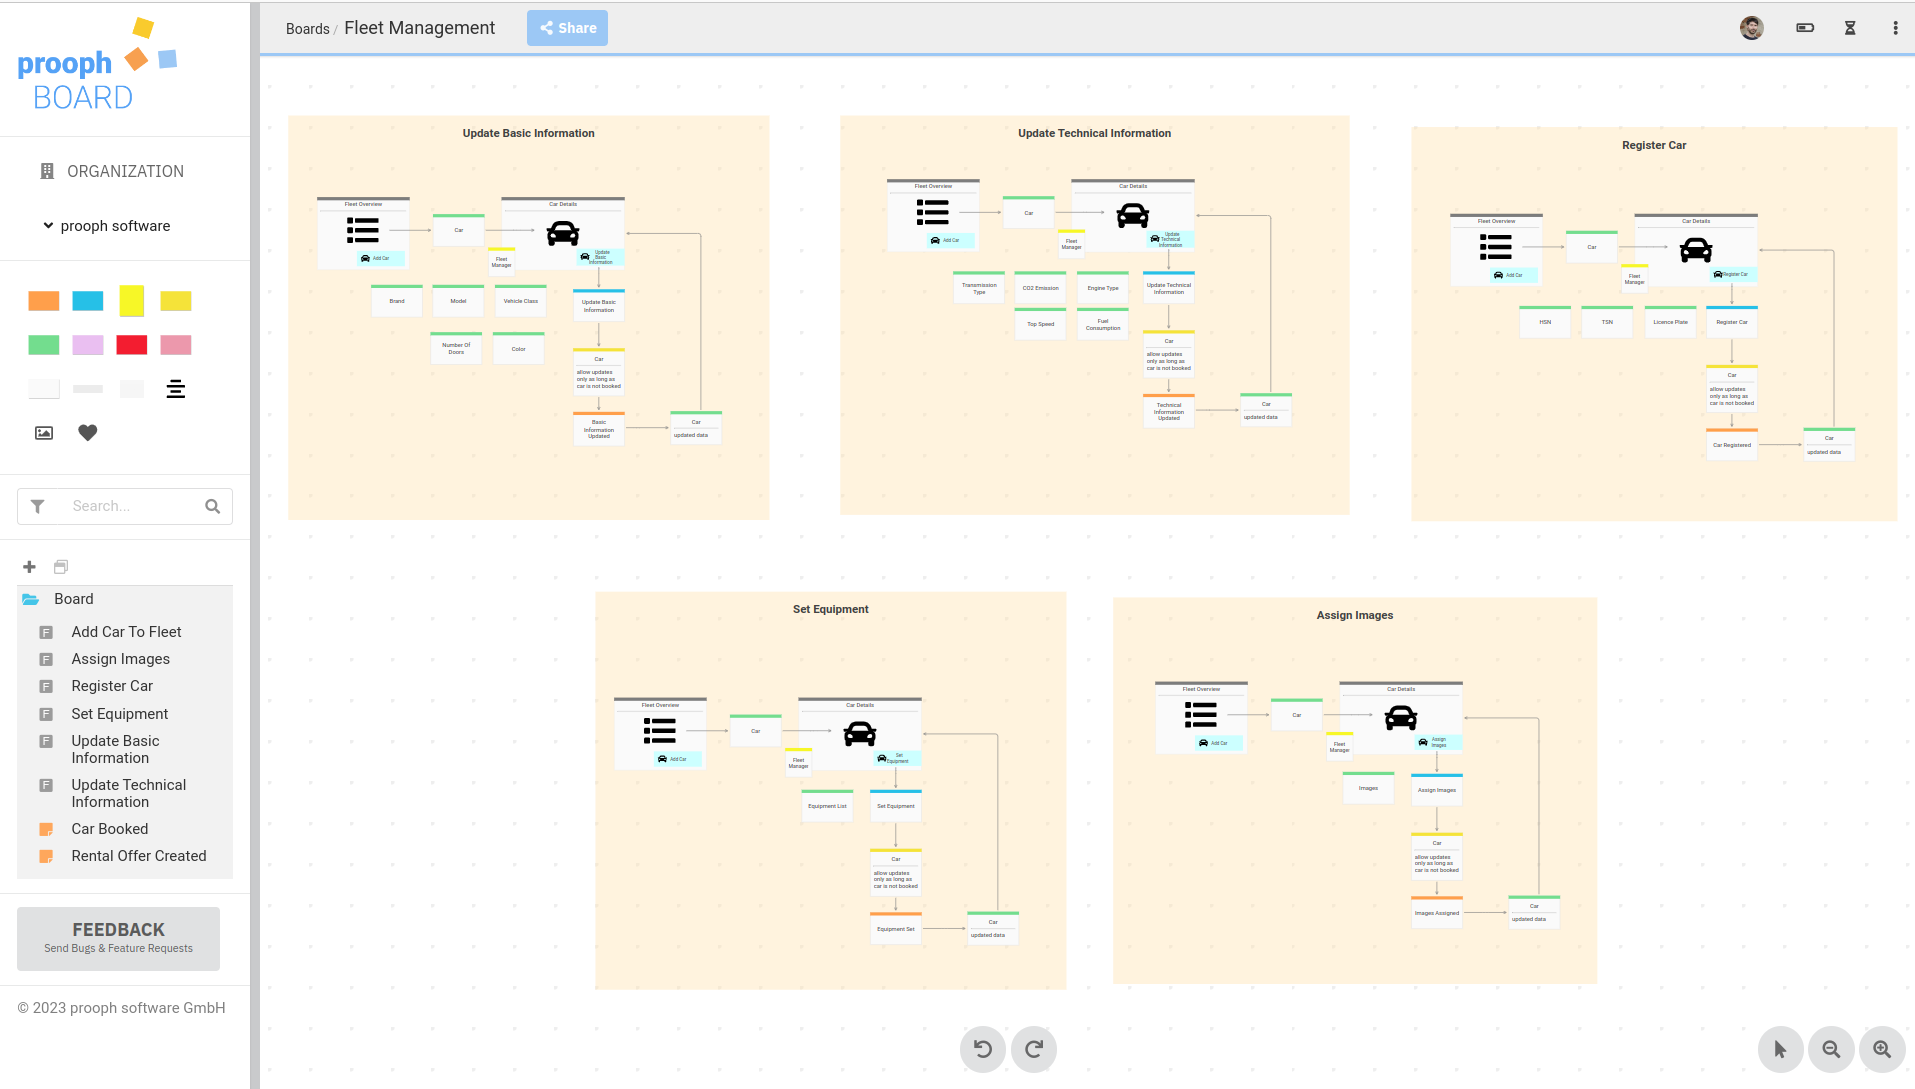 prooph
BOARD
ORGANIZATION
prooph software
Search...
Board
F Add Car To Fleet
F Assign Images
F Register Car
F Set Equipment
F Update Basic
Information
F Update Technical
Information
Car Booked
Rental Offer Created
FEEDBACK
Send Bugs & Feature Requests
© 2023 prooph software GmbH
Boards / Fleet Management
Share
Update Basic Information
Fleet Overview
Add Car
Car
Fleet
Manager
Car Details
Update
Basic
Information
Brand
Model
Vehicle Class
Number Of
Doors
Color
Update Basic
Information
Car
allow updates
only as long as
car is not booked
Basic
Information
Updated
Car
updated data
Update Technical Information
Fleet Overview
Add Car
Car
Fleet
Manager
Car Details
Update
Technical
Information
Transmission
Type
CO2 Emission
Engine Type
Top Speed
Fuel
Consumption
Update Technical
Information
Car
allow updates
only as long as
car is not booked
Technical
Information
Updated
Car
updated data
Register Car
Fleet Overview
Add Car
Car
Fleet
Manager
Car Details
Register Car
HSN
TSN
Licence Plate
Register Car
Car
allow updates
only as long as
car is not booked
Car Registered
Car
updated data
Set Equipment
Fleet Overview
Add Car
Car
Fleet
Manager
Car Details
Set
Equipment
Equipment List
Set Equipment
Car
allow updates
only as long as
car is not booked
Equipment Set
Car
updated data
Assign Images
Fleet Overview
Add Car
Car
Fleet
Manager
Car Details
Assign
Images
Images
Assign Images
Car
allow updates
only as long as
car is not booked
Images Assigned
Car
updated data